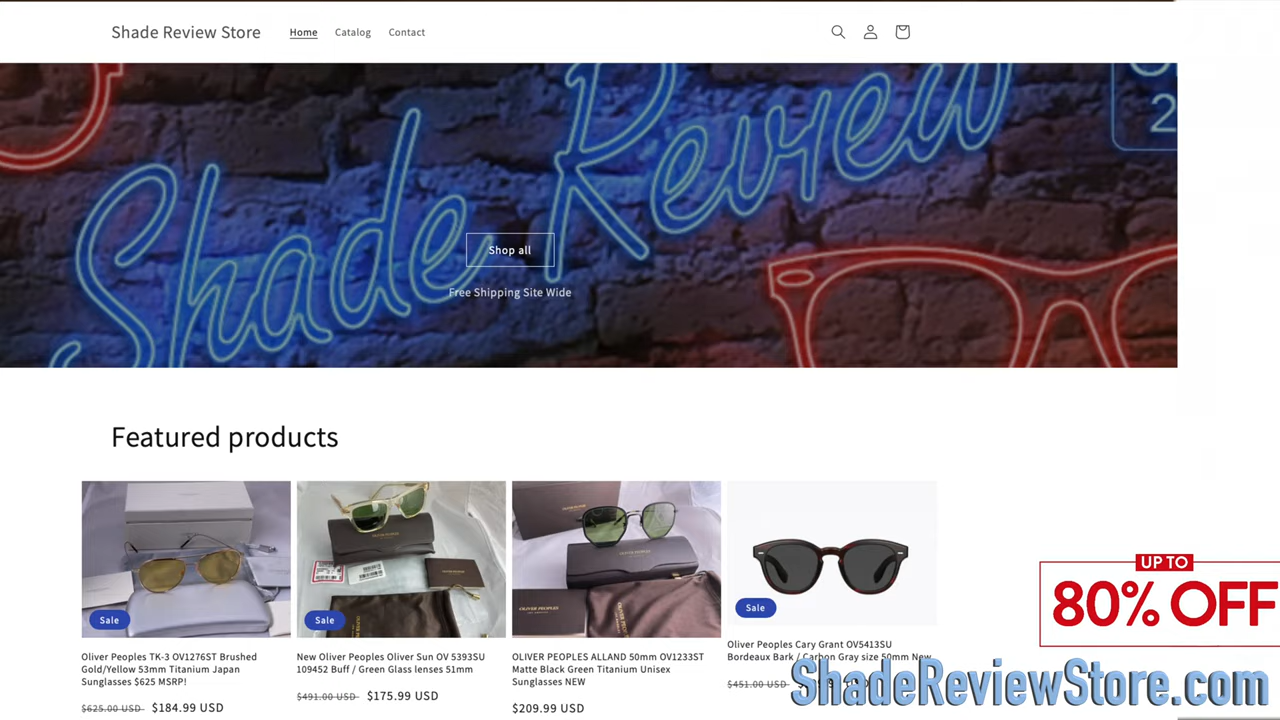 Shade Review Store
Home
Catalog
Contact
Shade Review
2
Shop all
Free Shipping Site Wide
Featured products
Sale
Sale
Sale
Oliver Peoples TK-3 OV1276ST Brushed
Gold/Yellow 53mm Titanium Japan
Sunglasses $625 MSRP!
$625.00 USD $184.99 USD
New Oliver Peoples Oliver Sun OV 5393SU
109452 Buff / Green Glass lenses 51mm
$491.00 USD $175.99 USD
OLIVER PEOPLES ALLAND 50mm OV1233ST
Matte Black Green Titanium Unisex
Sunglasses NEW
$209.99 USD
Oliver Peoples Cary Grant OV5413SU
Bordeaux Bark / Carbon Gray size 50mm New
$451.00 USD
UP TO
80% OFF
ShadeReviewStore.com